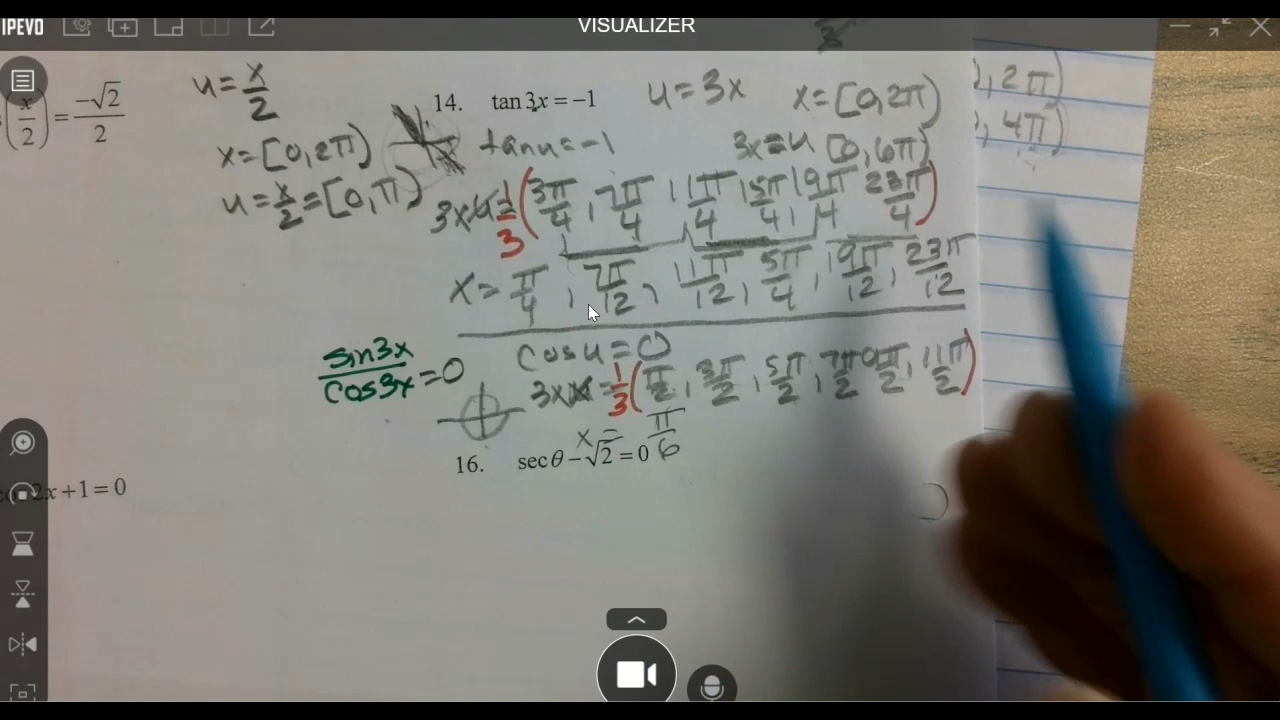 IPEVO
VISUALIZER
u = x/2
x = [0, 2π)
u = x/2 = [0, π)
(x/2) = -√2/2
14. tan 3x = -1
u = 3x
x = [0, 2π)
tan u = -1
3x = u [0, 6π)
3x = 1/3 (3π/4, 7π/4, 11π/4, 15π/4, 19π/4, 23π/4)
x = π/4, 7π/12, 11π/12, 5π/4, 19π/12, 23π/12
, 2π)
, 4π)
sin3x/cos3x = 0
cos u = 0
3x = 1/3 (π/2, 3π/2, 5π/2, 7π/2, 9π/2, 11π/2)
x = π/6
16. sec θ - √2 = 0
2x + 1 = 0